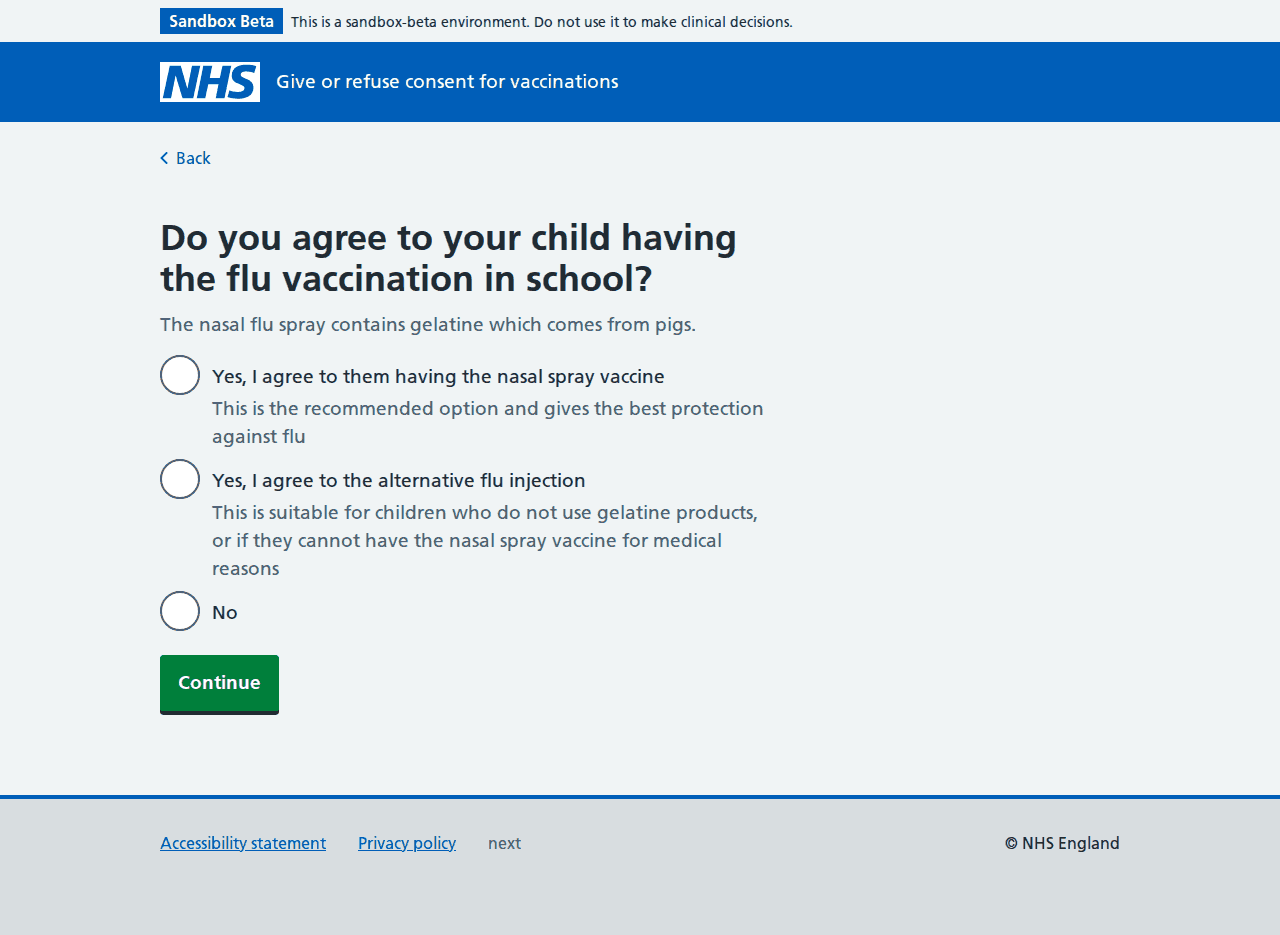 Sandbox Beta This is a sandbox-beta environment. Do not use it to make clinical decisions.
NHS Give or refuse consent for vaccinations
Back
Do you agree to your child having
the flu vaccination in school?
The nasal flu spray contains gelatine which comes from pigs.
Yes, I agree to them having the nasal spray vaccine
This is the recommended option and gives the best protection
against flu
Yes, I agree to the alternative flu injection
This is suitable for children who do not use gelatine products,
or if they cannot have the nasal spray vaccine for medical
reasons
No
Continue
Accessibility statement Privacy policy next © NHS England